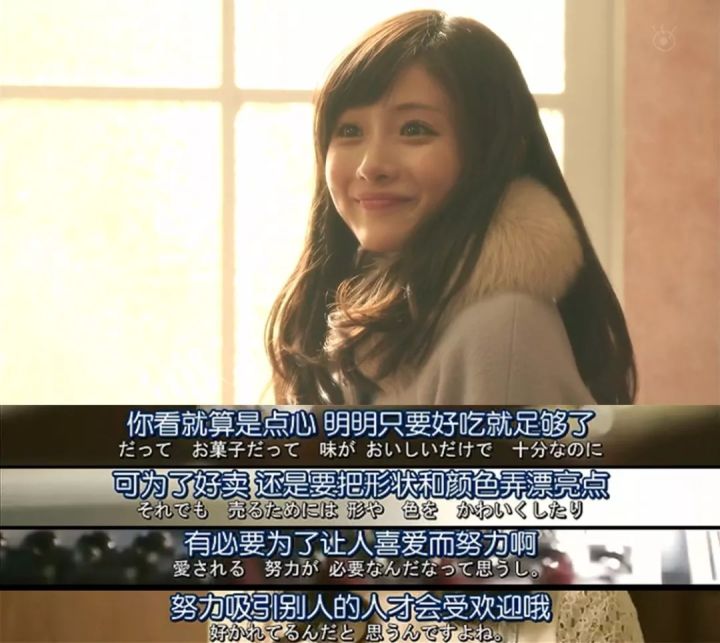 你看就算是点心 明明只要好吃就足够了
だって お菓子だって 味が おいしいだけで 十分なのに
可为了好卖 还是要把形状和颜色弄漂亮点
それでも 売るためには 形や 色を かわいくしたり
有必要为了让人喜爱而努力啊
愛される 努力が 必要なんだなって思うし。
努力吸引别人的人才会受欢迎哦
好かれてるんだと 思うんですよね。